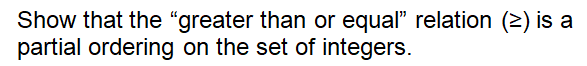 Show that the “greater than or equal” relation (≥) is a
partial ordering on the set of integers.